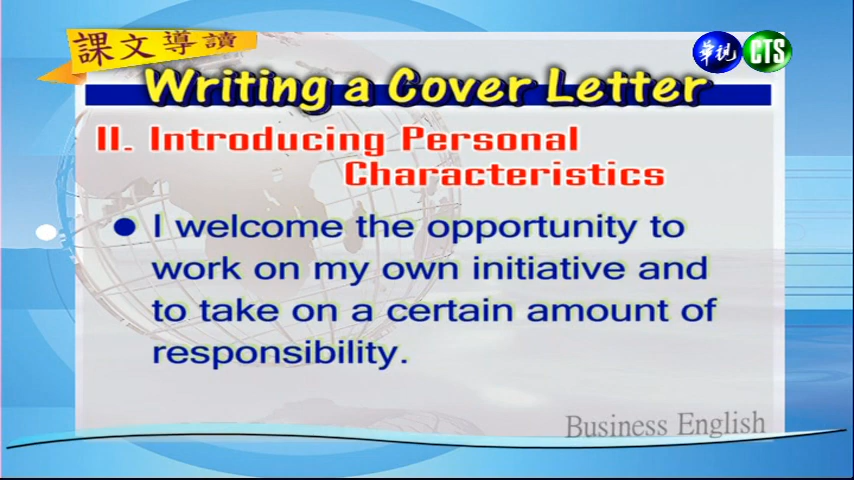 課文導讀
華視 CTS
Writing a Cover Letter
II. Introducing Personal
Characteristics
I welcome the opportunity to
work on my own initiative and
to take on a certain amount of
responsibility.
Business English